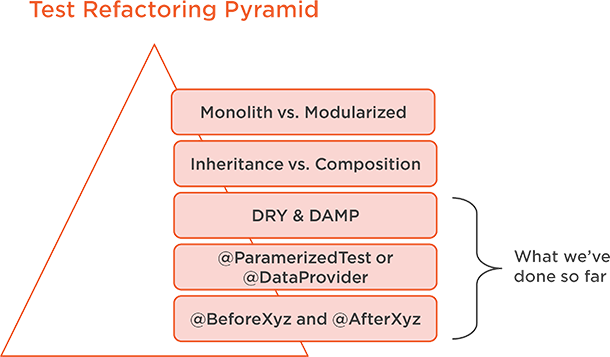 Test Refactoring Pyramid
Monolith vs. Modularized
Inheritance vs. Composition
DRY & DAMP
@ParamerizedTest or
@DataProvider
@BeforeXyz and @AfterXyz
What we've
done so far